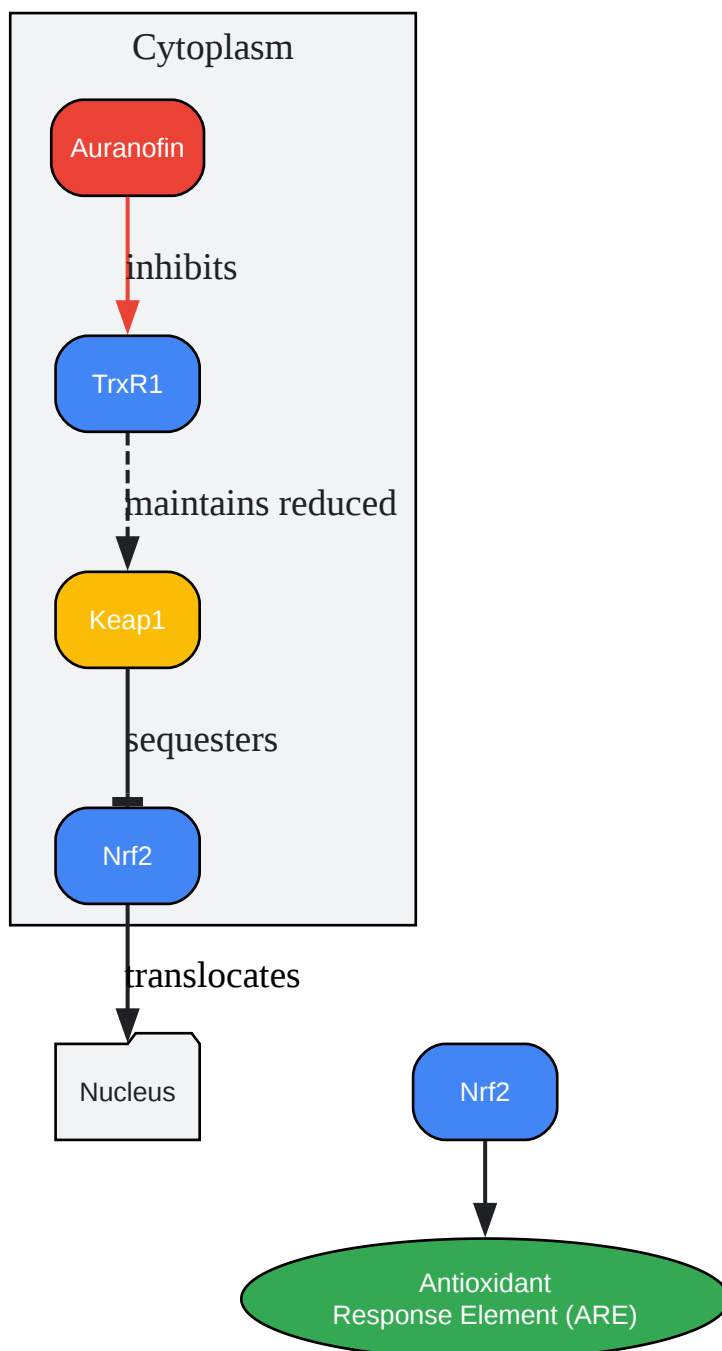 Cytoplasm
Auranofin
inhibits
TrxR1
maintains reduced
Keap1
sequesters
Nrf2
translocates
Nucleus
Nrf2
Antioxidant
Response Element (ARE)